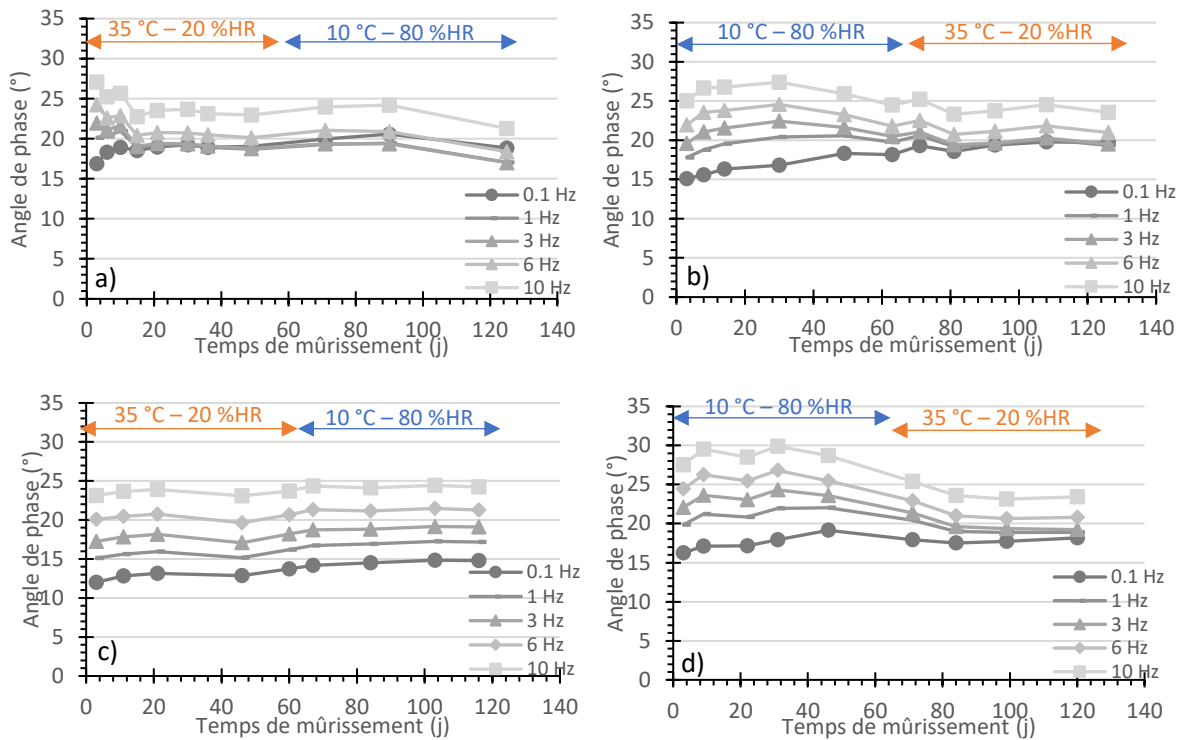 35 °C – 20 %HR
10 °C – 80 %HR
Angle de phase (°)
35
30
25
20
15
10
5
0
0 20 40 60 80 100 120 140
Temps de mûrissement (j)
a)
0.1 Hz
1 Hz
3 Hz
6 Hz
10 Hz
10 °C – 80 %HR
35 °C – 20 %HR
Angle de phase (°)
35
30
25
20
15
10
5
0
0 20 40 60 80 100 120 140
Temps de mûrissement (j)
b)
0.1 Hz
1 Hz
3 Hz
6 Hz
10 Hz
35 °C – 20 %HR
10 °C – 80 %HR
Angle de phase (°)
35
30
25
20
15
10
5
0
0 20 40 60 80 100 120 140
Temps de mûrissement (j)
c)
0.1 Hz
1 Hz
3 Hz
6 Hz
10 Hz
10 °C – 80 %HR
35 °C – 20 %HR
Angle de phase (°)
35
30
25
20
15
10
5
0
0 20 40 60 80 100 120 140
Temps de mûrissement (j)
d)
0.1 Hz
1 Hz
3 Hz
6 Hz
10 Hz